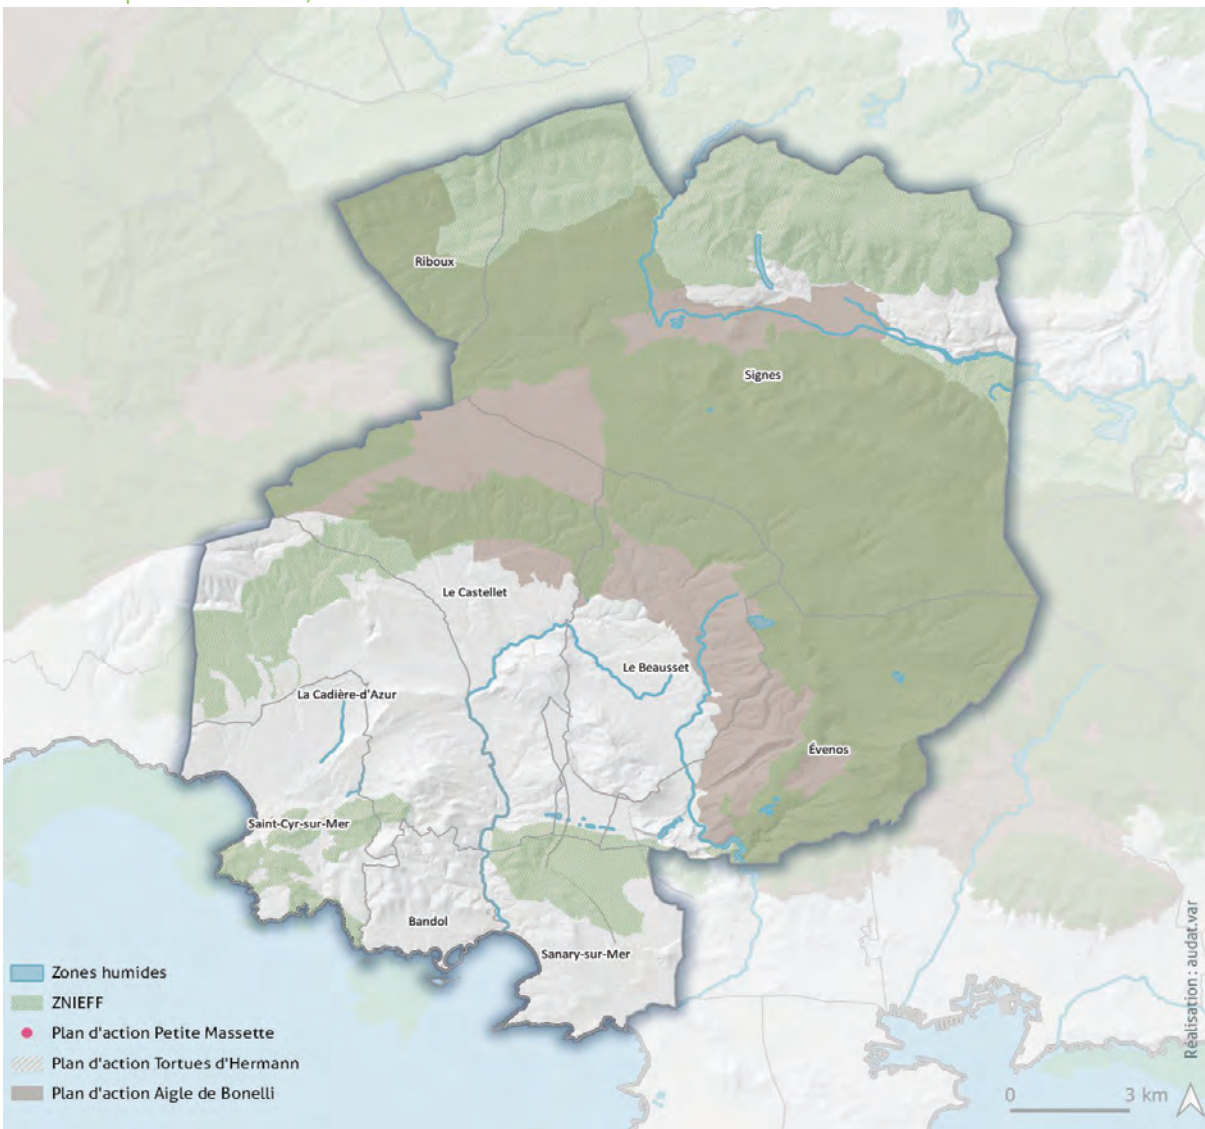 Riboux
Signes
Le Castellet
Le Beausset
La Cadière-d'Azur
Évenos
Saint-Cyr-sur-Mer
Bandol
Sanary-sur-Mer
Zones humides
ZNIEFF
Plan d'action Petite Massette
Plan d'action Tortues d'Hermann
Plan d'action Aigle de Bonelli
0 3 km
Réalisation : audat.var